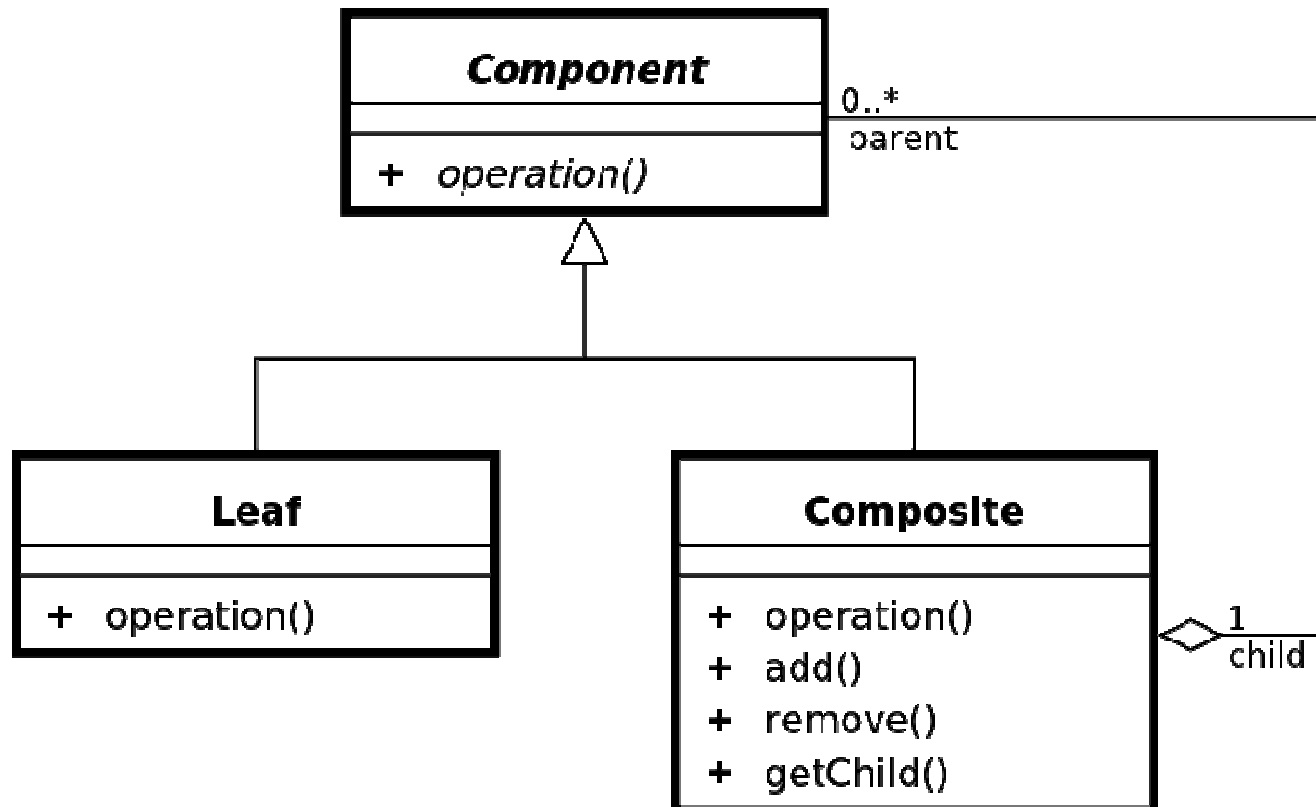 Component
0..*
parent
+ operation()
Leaf
+ operation()
Composite
+ operation()
+ add()
+ remove()
+ getChild()
1
child